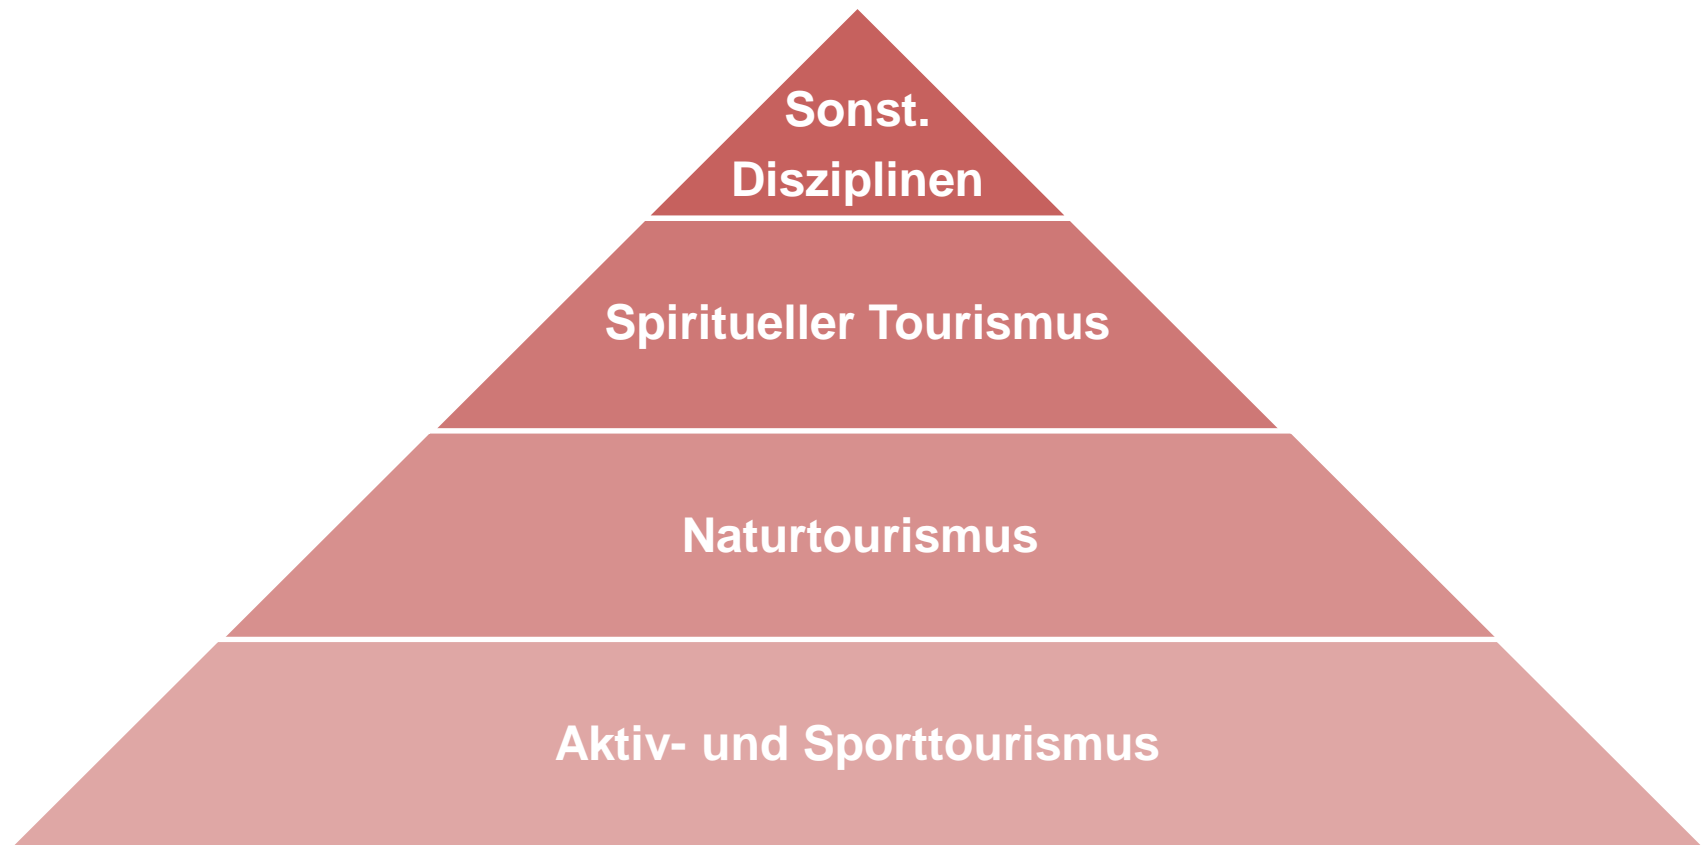 Sonst.
Disziplinen
Spiritueller Tourismus
Naturtourismus
Aktiv- und Sporttourismus